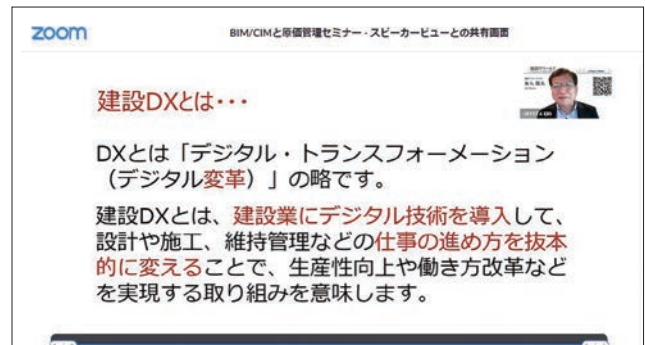 zoom
BIM/CIMと原価管理セミナー - スピーカービューとの共有画面
建設DXとは・・・
DXとは「デジタル・トランスフォーメーション
（デジタル変革）」の略です。
建設DXとは、建設業にデジタル技術を導入して、
設計や施工、維持管理などの仕事の進め方を抜本
的に変えることで、生産性向上や働き方改革など
を実現する取り組みを意味します。